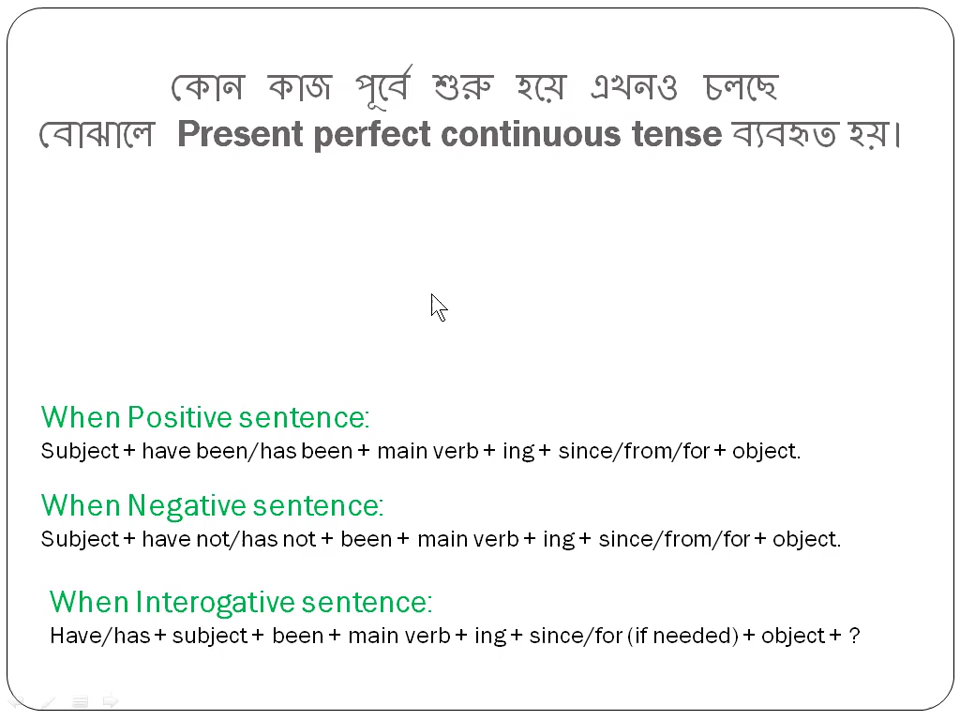 কোন কাজ পূর্বে শুরু হয়ে এখনও চলছে
বোঝালে Present perfect continuous tense ব্যবহৃত হয়।
When Positive sentence:
Subject + have been/has been + main verb + ing + since/from/for + object.
When Negative sentence:
Subject + have not/has not + been + main verb + ing + since/from/for + object.
When Interogative sentence:
Have/has + subject + been + main verb + ing + since/for (if needed) + object + ?